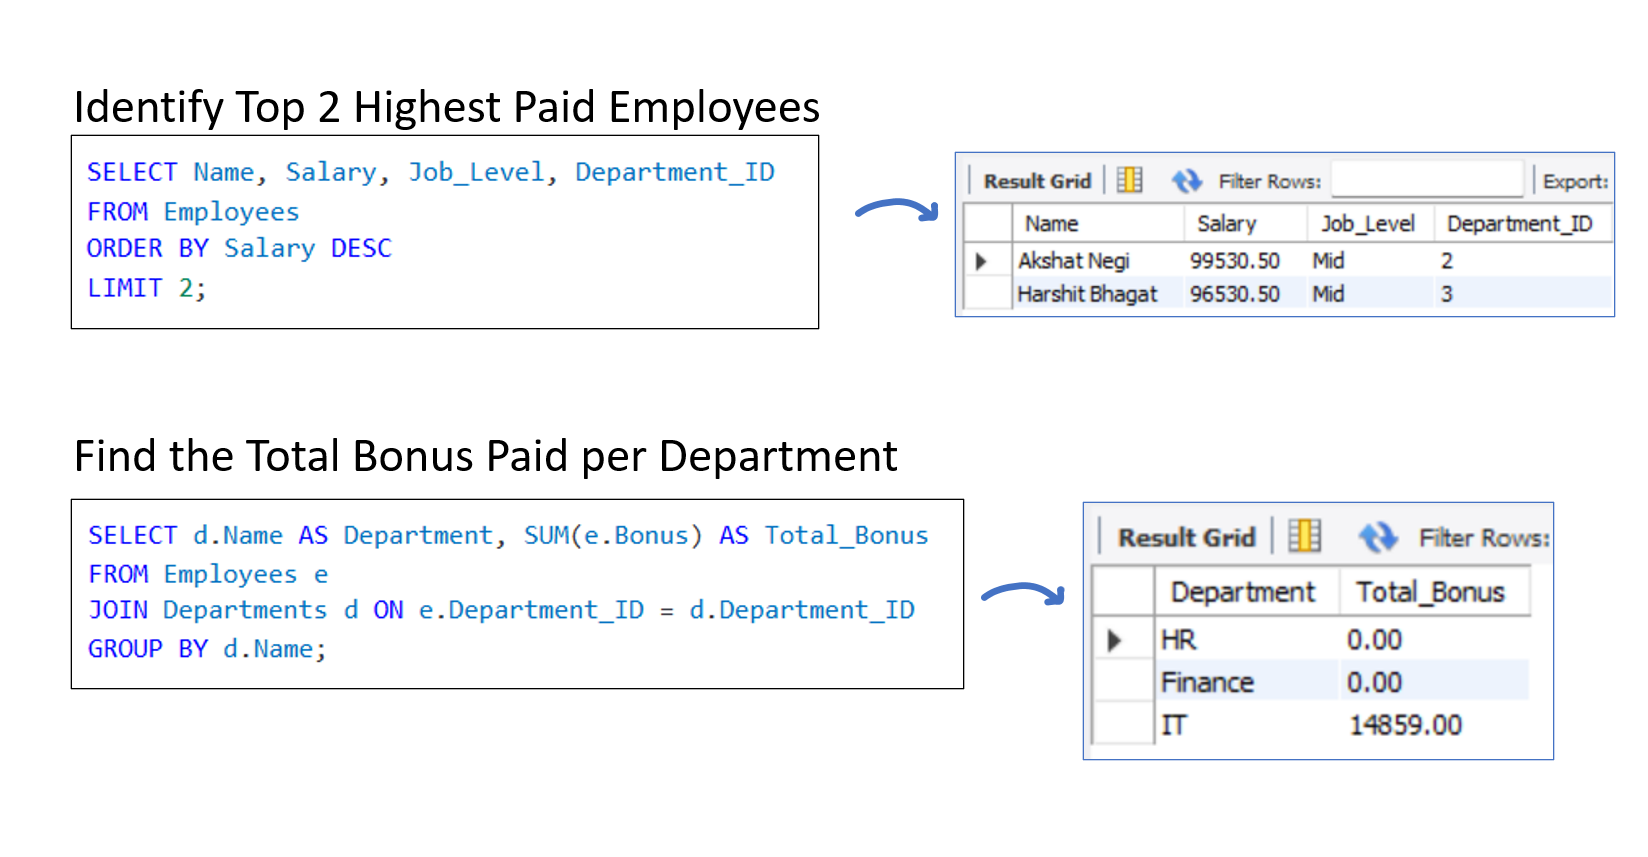 Identify Top 2 Highest Paid Employees
SELECT Name, Salary, Job_Level, Department_ID
FROM Employees
ORDER BY Salary DESC
LIMIT 2;
Result Grid Filter Rows: Export:
Name Salary Job_Level Department_ID
Akshat Negi 99530.50 Mid 2
Harshit Bhagat 96530.50 Mid 3
Find the Total Bonus Paid per Department
SELECT d.Name AS Department, SUM(e.Bonus) AS Total_Bonus
FROM Employees e
JOIN Departments d ON e.Department_ID = d.Department_ID
GROUP BY d.Name;
Result Grid Filter Rows:
Department Total_Bonus
HR 0.00
Finance 0.00
IT 14859.00